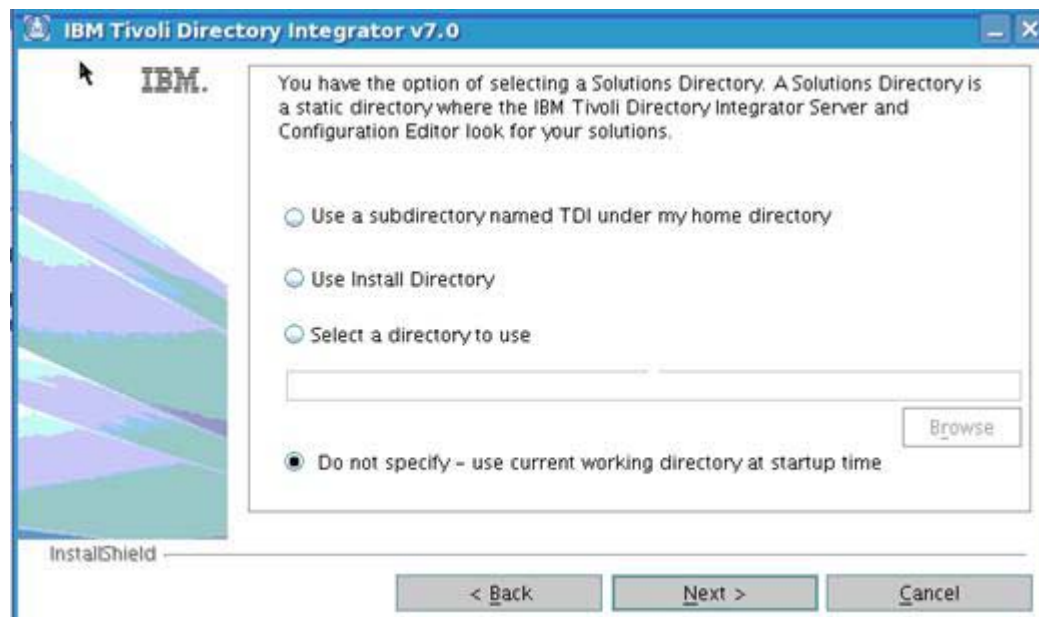 IBM Tivoli Directory Integrator v7.0
IBM.
You have the option of selecting a Solutions Directory. A Solutions Directory is
a static directory where the IBM Tivoli Directory Integrator Server and
Configuration Editor look for your solutions.
Use a subdirectory named TDI under my home directory
Use Install Directory
Select a directory to use
Browse
Do not specify – use current working directory at startup time
InstallShield
< Back
Next >
Cancel